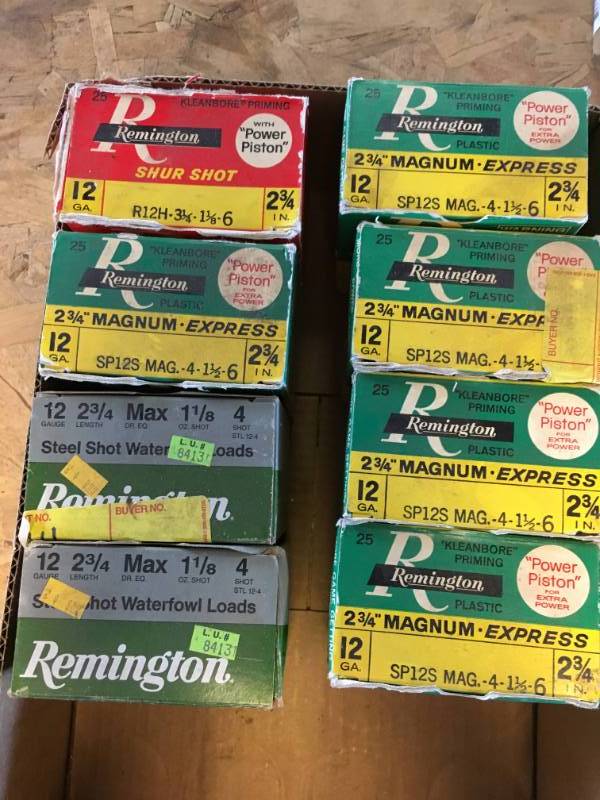 25
"KLEANBORE" PRIMING
R
Remington
WITH
"Power
Piston"
SHUR SHOT
12
GA.
R12H-3¼-1⅛-6
2¾
IN.
25
"KLEANBORE"
PRIMING
R
Remington
PLASTIC
"Power
Piston"
FOR
EXTRA
POWER
2¾" MAGNUM·EXPRESS
12
GA.
SP12S MAG.-4-1½-6
2¾
IN.
12 2¾ Max 1⅛ 4
GAUGE LENGTH DR. EQ. OZ. SHOT SHOT
STL 12-4
Steel Shot Water
Loads
L.U.#
8413
Remington
T NO.
BUYER NO.
12 2¾ Max 1⅛ 4
GAUGE LENGTH DR. EQ. OZ. SHOT SHOT
STL 12-4
Shot Waterfowl Loads
L.U.#
8413
Remington
25
"KLEANBORE"
PRIMING
R
Remington
PLASTIC
"Power
Piston"
FOR
EXTRA
POWER
2¾" MAGNUM·EXPRESS
12
GA.
SP12S MAG.-4-1½-6
2¾
IN.
WARNING
25
"KLEANBORE"
PRIMING
R
Remington
PLASTIC
"Power
P
2¾" MAGNUM·EXPR
BUYER NO.
12
GA.
SP12S MAG.-4-1½-
25
"KLEANBORE"
PRIMING
R
Remington
PLASTIC
"Power
Piston"
FOR
EXTRA
POWER
2¾" MAGNUM·EXPRESS
12
GA.
SP12S MAG.-4-1½-6
2¾
IN.
25
"KLEANBORE"
PRIMING
R
Remington
PLASTIC
"Power
Piston"
FOR
EXTRA
POWER
2¾" MAGNUM·EXPRESS
12
GA.
SP12S MAG.-4-1½-6
2¾
IN.